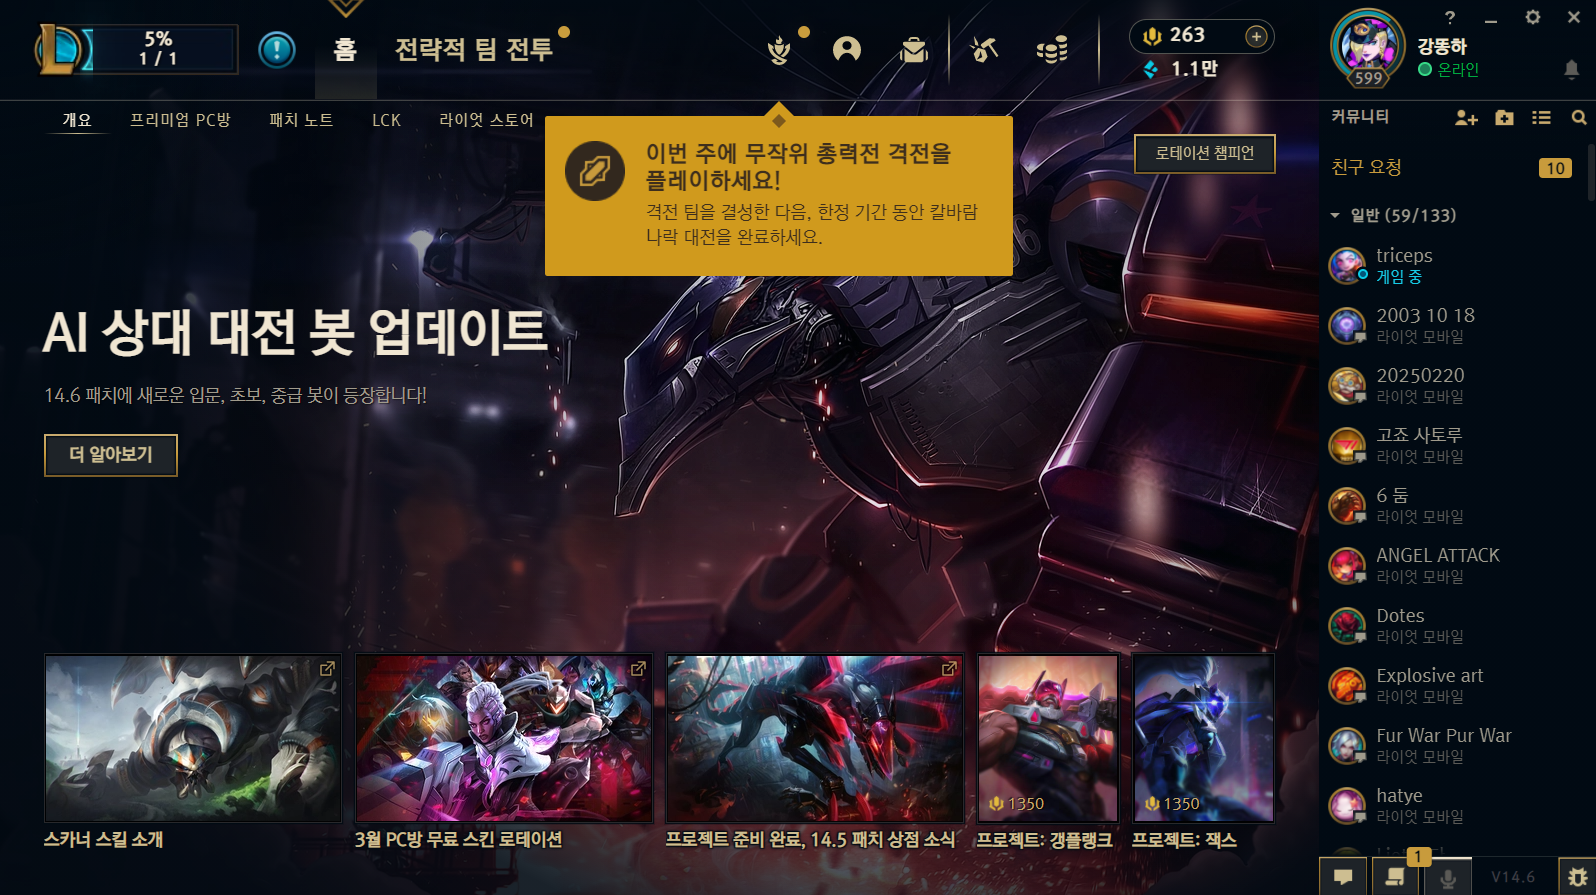 5%
1 / 1
홈
전략적 팀 전투
263
1.1만
599
강똥하
온라인
개요
프리미엄 PC방
패치 노트
LCK
라이엇 스토어
이번 주에 무작위 총력전 격전을
플레이하세요!
격전 팀을 결성한 다음, 한정 기간 동안 칼바람
나락 대전을 완료하세요.
로테이션 챔피언
AI 상대 대전 봇 업데이트
14.6 패치에 새로운 입문, 초보, 중급 봇이 등장합니다!
더 알아보기
스카너 스킬 소개
3월 PC방 무료 스킨 로테이션
프로젝트 준비 완료, 14.5 패치 상점 소식
1350
프로젝트: 갱플랭크
1350
프로젝트: 잭스
커뮤니티
친구 요청
10
일반 (59/133)
triceps
게임 중
2003 10 18
라이엇 모바일
20250220
라이엇 모바일
고죠 사토루
라이엇 모바일
6 둠
라이엇 모바일
ANGEL ATTACK
라이엇 모바일
Dotes
라이엇 모바일
Explosive art
라이엇 모바일
Fur War Pur War
라이엇 모바일
hatye
라이엇 모바일
1
V14.6